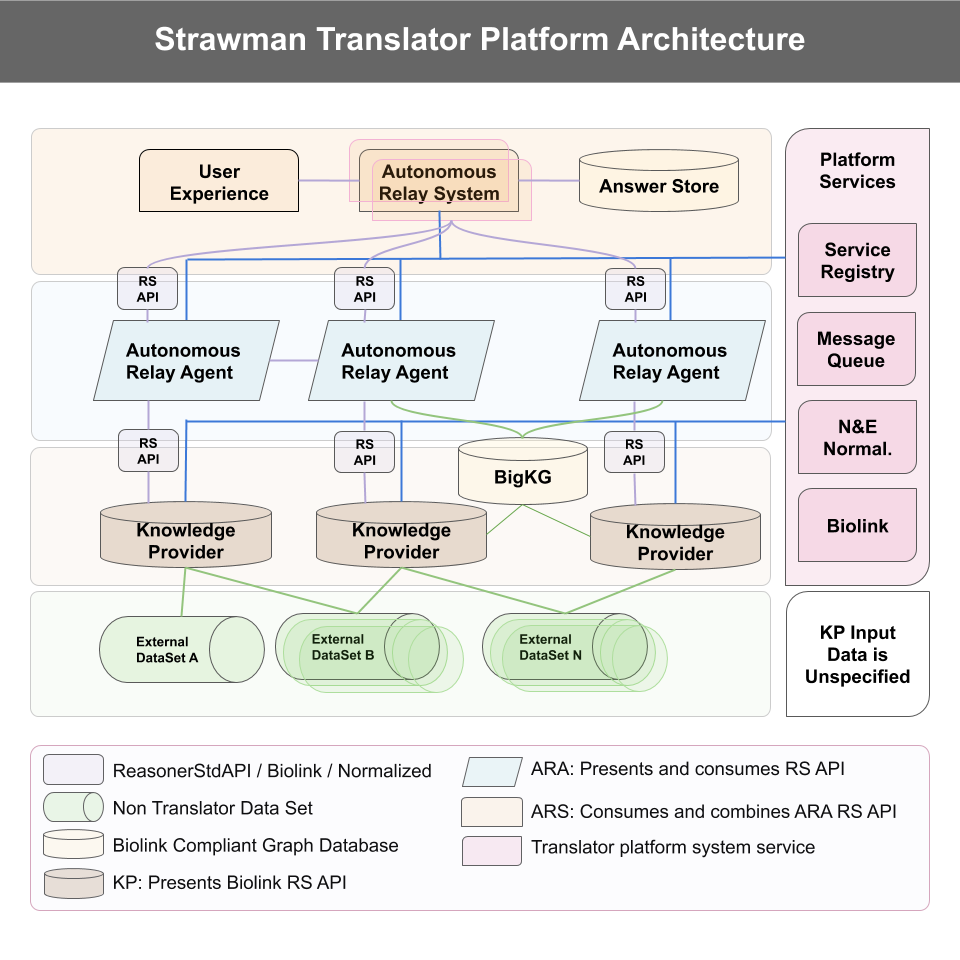 Strawman Translator Platform Architecture
User
Experience
Autonomous
Relay System
Answer Store
Platform
Services
Service
Registry
Message
Queue
N&E
Normal.
Biolink
RS
API
RS
API
RS
API
Autonomous
Relay Agent
Autonomous
Relay Agent
Autonomous
Relay Agent
RS
API
RS
API
RS
API
BigKG
Knowledge
Provider
Knowledge
Provider
Knowledge
Provider
External
DataSet A
External
DataSet B
External
DataSet N
KP Input
Data is
Unspecified
ReasonerStdAPI / Biolink / Normalized
Non Translator Data Set
Biolink Compliant Graph Database
KP: Presents Biolink RS API
ARA: Presents and consumes RS API
ARS: Consumes and combines ARA RS API
Translator platform system service